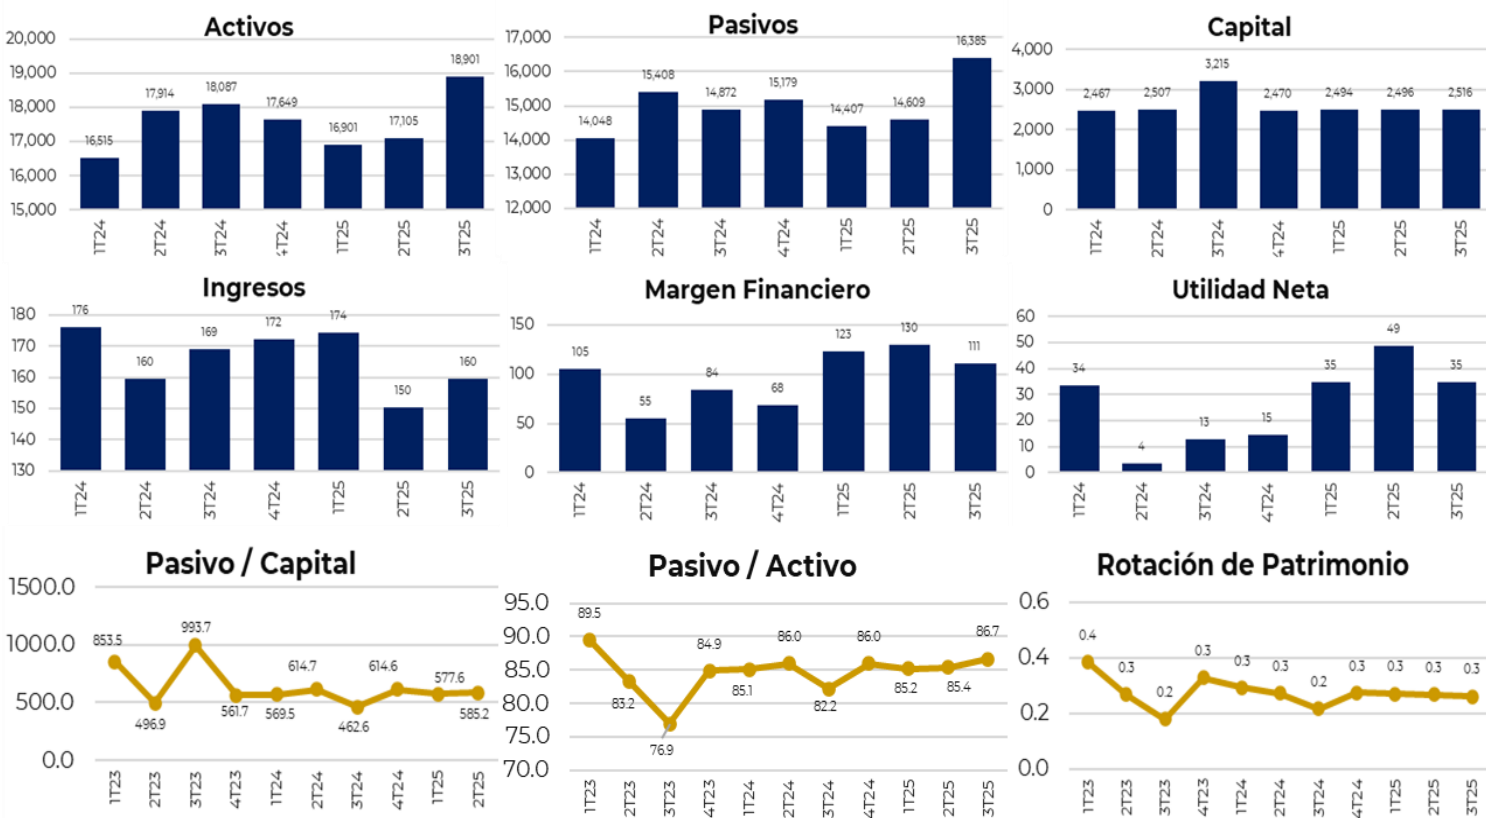 Activos
20,000
19,000
18,000
17,000
16,000
15,000
16,515
17,914
18,087
17,649
16,901
17,105
18,901
1T24
2T24
3T24
4T24
1T25
2T25
3T25
Pasivos
17,000
16,000
15,000
14,000
13,000
12,000
14,048
15,408
14,872
15,179
14,407
14,609
16,385
1T24
2T24
3T24
4T24
1T25
2T25
3T25
Capital
4,000
3,000
2,000
1,000
0
2,467
2,507
3,215
2,470
2,494
2,496
2,516
1T24
2T24
3T24
4T24
1T25
2T25
3T25
Ingresos
180
170
160
150
140
130
176
160
169
172
174
150
160
1T24
2T24
3T24
4T24
1T25
2T25
3T25
Margen Financiero
150
100
50
0
105
55
84
68
123
130
111
1T24
2T24
3T24
4T24
1T25
2T25
3T25
Utilidad Neta
60
50
40
30
20
10
0
34
4
13
15
35
49
35
1T24
2T24
3T24
4T24
1T25
2T25
3T25
Pasivo / Capital
1500.0
1000.0
500.0
0.0
853.5
496.9
993.7
561.7
569.5
614.7
462.6
614.6
577.6
585.2
1T23
2T23
3T23
4T23
1T24
2T24
3T24
4T24
1T25
2T25
Pasivo / Activo
95.0
90.0
85.0
80.0
75.0
70.0
89.5
83.2
76.9
84.9
85.1
86.0
82.2
86.0
85.2
85.4
86.7
1T23
2T23
3T23
4T23
1T24
2T24
3T24
4T24
1T25
2T25
3T25
Rotación de Patrimonio
0.6
0.4
0.2
0.0
0.4
0.3
0.2
0.3
0.3
0.3
0.2
0.3
0.3
0.3
0.3
1T23
2T23
3T23
4T23
1T24
2T24
3T24
4T24
1T25
2T25
3T25